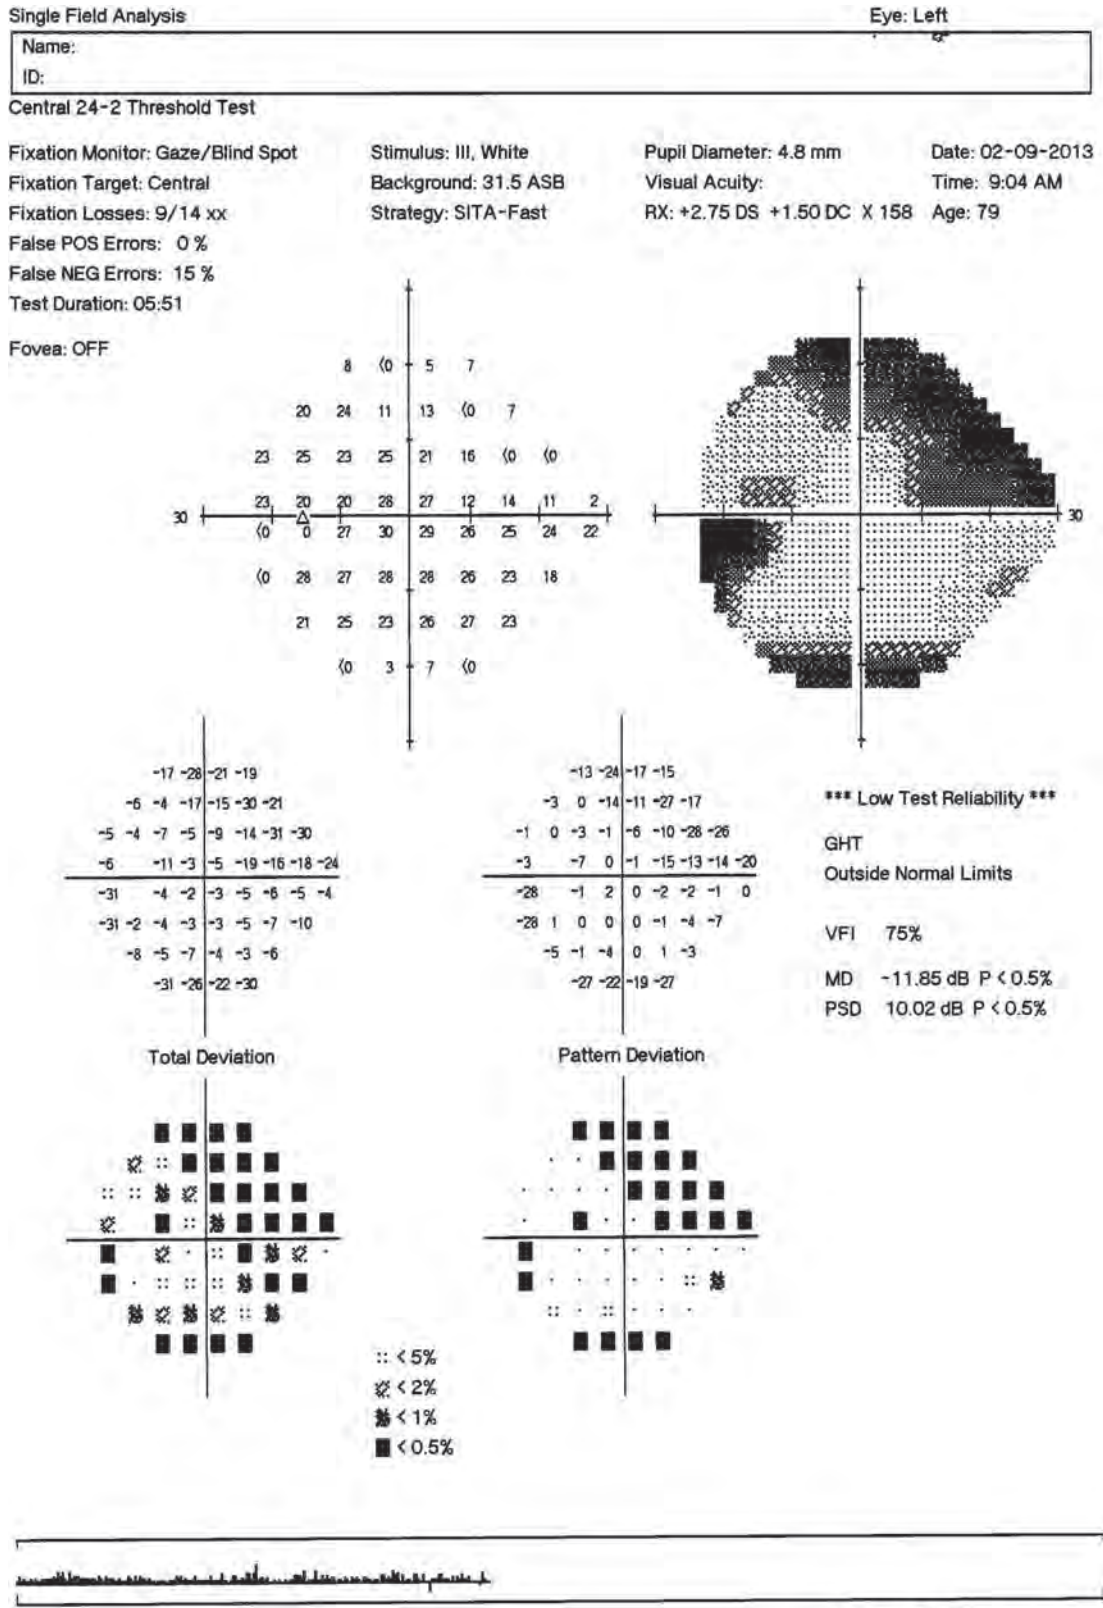 Single Field Analysis Eye: Left
Name:
ID:
Central 24-2 Threshold Test
Fixation Monitor: Gaze/Blind Spot Stimulus: III, White Pupil Diameter: 4.8 mm Date: 02-09-2013
Fixation Target: Central Background: 31.5 ASB Visual Acuity: Time: 9:04 AM
Fixation Losses: 9/14 xx Strategy: SITA-Fast RX: +2.75 DS +1.50 DC X 158 Age: 79
False POS Errors: 0 %
False NEG Errors: 15 %
Test Duration: 05:51
Fovea: OFF
8 <0 5 7
20 24 11 13 <0 7
23 25 23 25 21 16 <0 <0
23 20 20 28 27 12 14 11 2
30 30
<0 0 27 30 29 26 25 24 22
<0 28 27 28 28 26 23 18
21 25 23 26 27 23
<0 3 7 <0
-17 -28 -21 -19 -13 -24 -17 -15
-6 -4 -17 -15 -30 -21 -3 0 -14 -11 -27 -17 *** Low Test Reliability ***
-5 -4 -7 -5 -9 -14 -31 -30 -1 0 -3 -1 -6 -10 -28 -26 GHT
-6 -11 -3 -5 -19 -16 -18 -24 -3 -7 0 -1 -15 -13 -14 -20 Outside Normal Limits
-31 -4 -2 -3 -5 -6 -5 -4 -28 -1 2 0 -2 -2 -1 0
-31 -2 -4 -3 -3 -5 -7 -10 -28 1 0 0 0 -1 -4 -7 VFI 75%
-8 -5 -7 -4 -3 -6 -5 -1 -4 0 1 -3 MD -11.85 dB P < 0.5%
-31 -26 -22 -30 -27 -22 -19 -27 PSD 10.02 dB P < 0.5%
Total Deviation Pattern Deviation
< 5%
< 2%
< 1%
< 0.5%